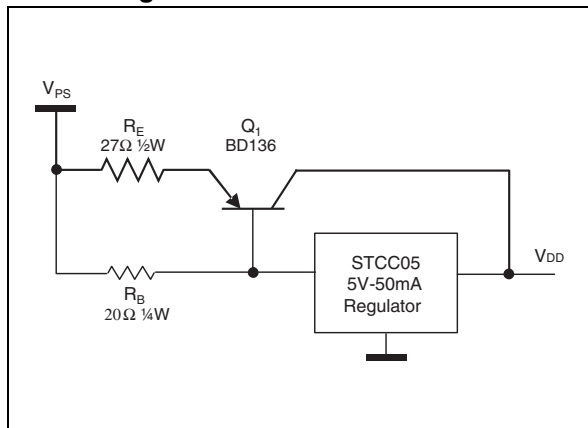 V_PS
R_E
27Ω ½W
Q_1
BD136
R_B
20Ω ¼W
STCC05
5V-50mA
Regulator
V_DD